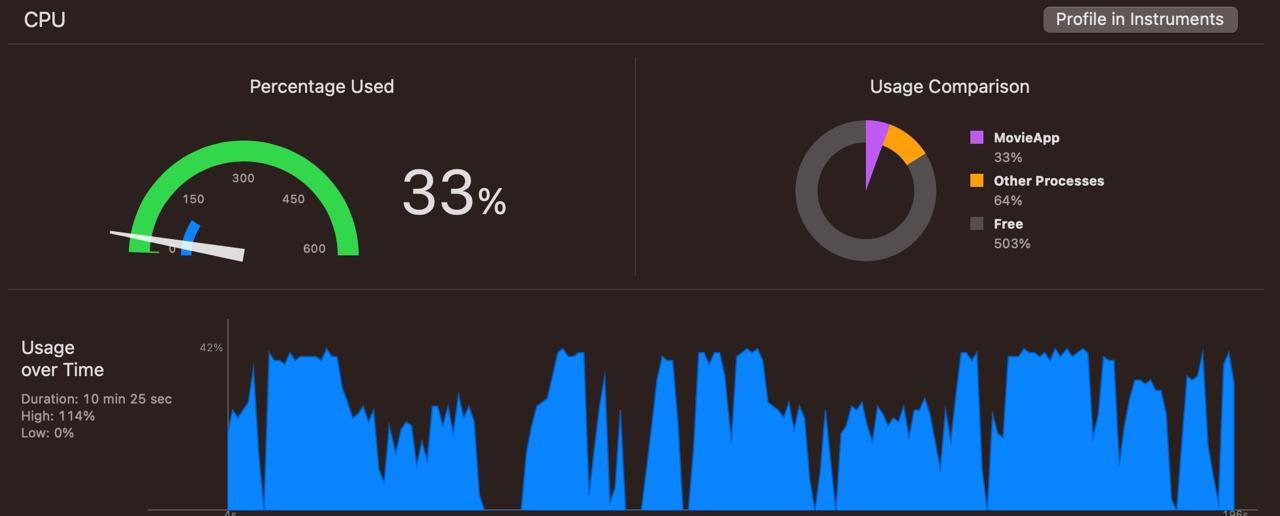 CPU
Profile in Instruments
Percentage Used
0
150
300
450
600
33%
Usage Comparison
MovieApp
33%
Other Processes
64%
Free
503%
Usage
over Time
Duration: 10 min 25 sec
High: 114%
Low: 0%
42%
4s
196s